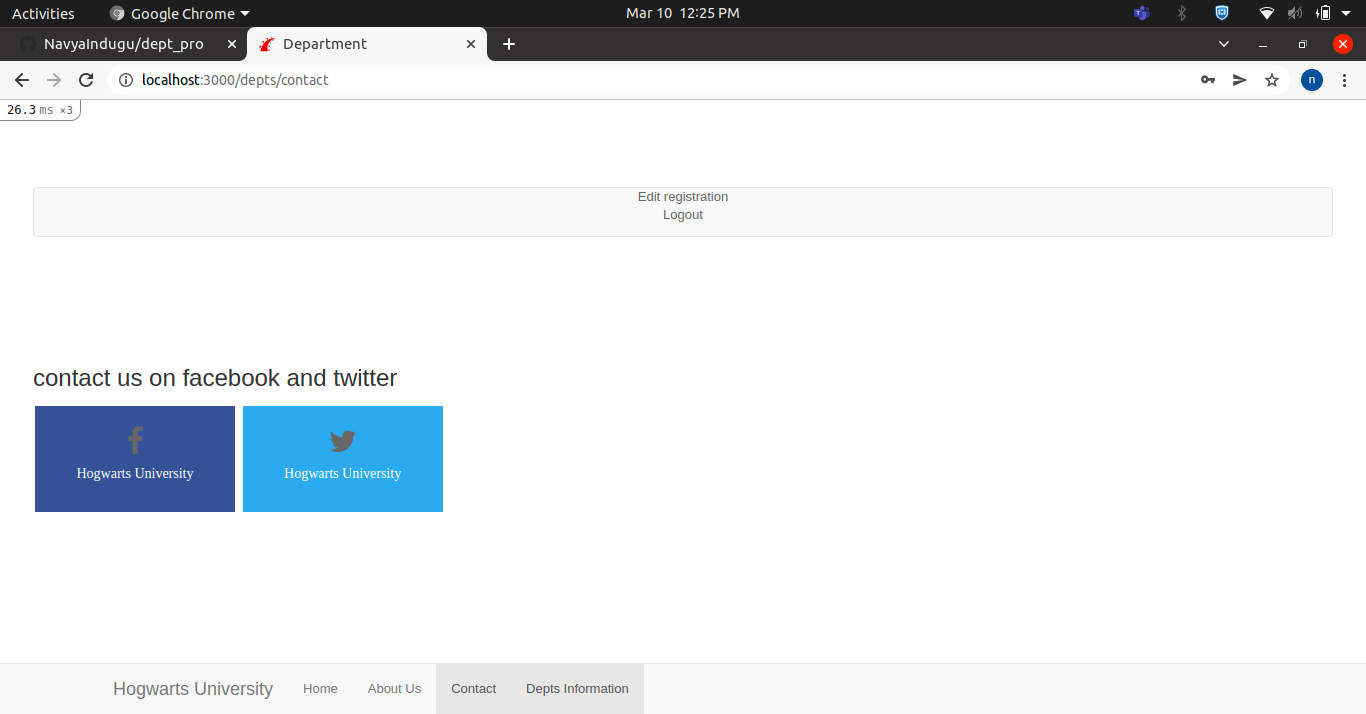 Activities Google Chrome Mar 10 12:25 PM
NavyaIndugu/dept_pro Department
localhost:3000/depts/contact n
26.3 ms ×3
Edit registration
Logout
contact us on facebook and twitter
Hogwarts University Hogwarts University
Hogwarts University Home About Us Contact Depts Information